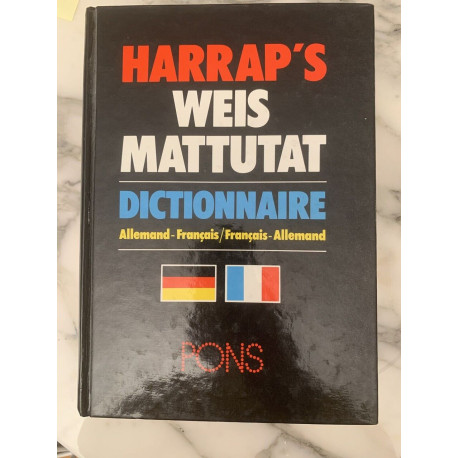 HARRAP'S
WEIS
MATTUTAT
DICTIONNAIRE
Allemand-Français/Français-Allemand
PONS